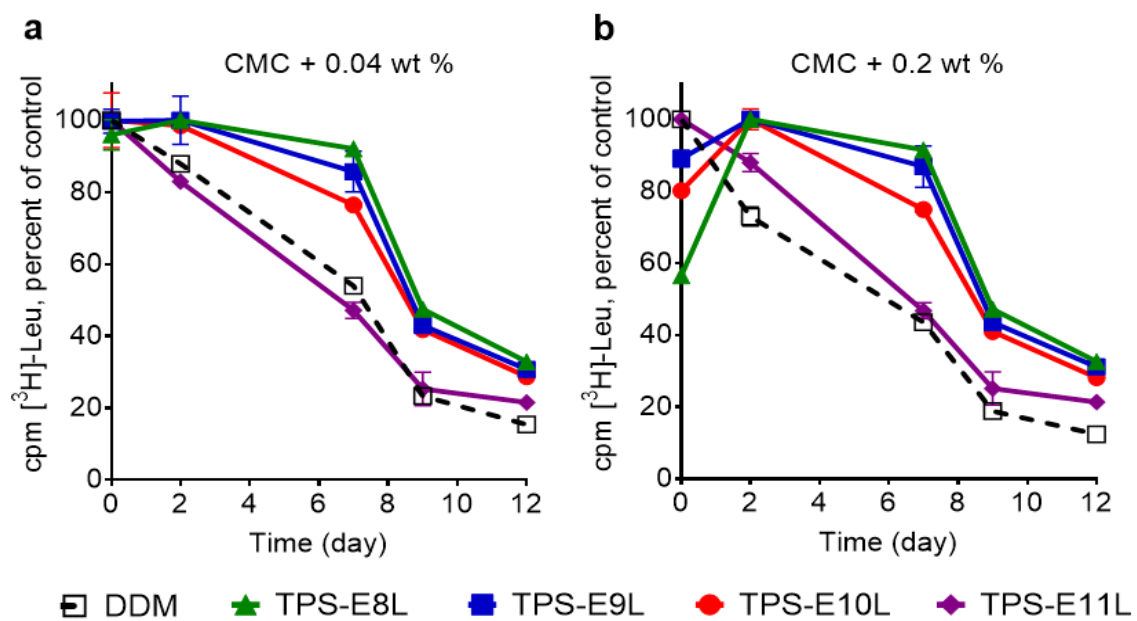 a
CMC + 0.04 wt %
cpm [³H]-Leu, percent of control
100
80
60
40
20
0
0 2 4 6 8 10 12
Time (day)
b
CMC + 0.2 wt %
cpm [³H]-Leu, percent of control
100
80
60
40
20
0
0 2 4 6 8 10 12
Time (day)
DDM TPS-E8L TPS-E9L TPS-E10L TPS-E11L